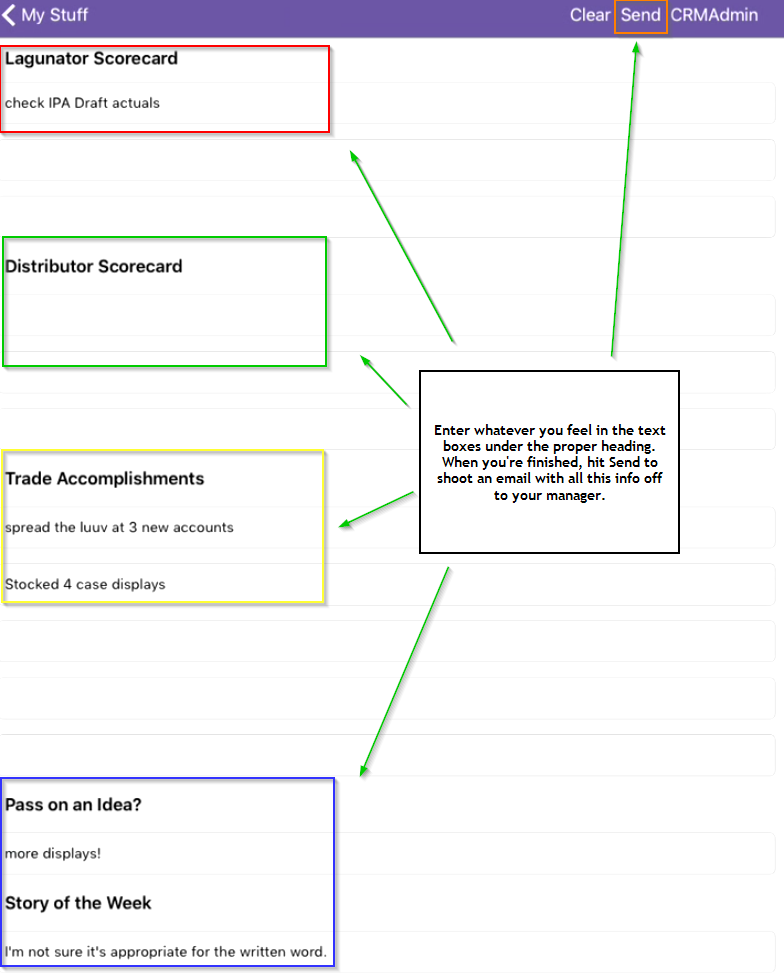 My Stuff Clear Send CRMAdmin
Lagunator Scorecard
check IPA Draft actuals
Distributor Scorecard
Enter whatever you feel in the text
boxes under the proper heading.
When you're finished, hit Send to
shoot an email with all this info off
to your manager.
Trade Accomplishments
spread the luuv at 3 new accounts
Stocked 4 case displays
Pass on an Idea?
more displays!
Story of the Week
I'm not sure it's appropriate for the written word.